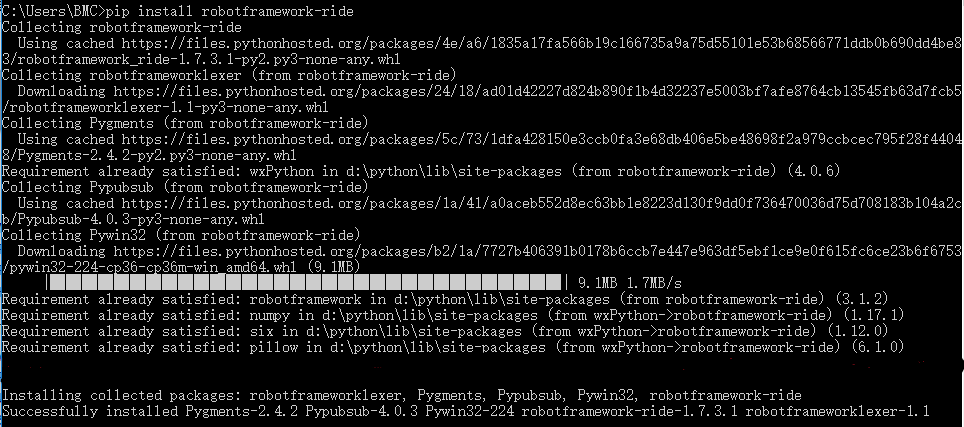 C:\Users\BMC>pip install robotframework-ride
Collecting robotframework-ride
  Using cached https://files.pythonhosted.org/packages/4e/a6/1835a17fa566b19c166735a9a75d55101e53b68566771ddb0b690dd4be8
3/robotframework_ride-1.7.3.1-py2.py3-none-any.whl
Collecting robotframeworklexer (from robotframework-ride)
  Downloading https://files.pythonhosted.org/packages/24/18/ad01d42227d824b890f1b4d32237e5003bf7afe8764cb13545fb63d7fcb5
/robotframeworklexer-1.1-py3-none-any.whl
Collecting Pygments (from robotframework-ride)
  Using cached https://files.pythonhosted.org/packages/5c/73/1dfa428150e3ccb0fa3e68db406e5be48698f2a979ccbcec795f28f4404
8/Pygments-2.4.2-py2.py3-none-any.whl
Requirement already satisfied: wxPython in d:\python\lib\site-packages (from robotframework-ride) (4.0.6)
Collecting Pypubsub (from robotframework-ride)
  Using cached https://files.pythonhosted.org/packages/1a/41/a0aceb552d8ec63bb1e8223d130f9dd0f736470036d75d708183b104a2c
b/Pypubsub-4.0.3-py3-none-any.whl
Collecting Pywin32 (from robotframework-ride)
  Downloading https://files.pythonhosted.org/packages/b2/1a/7727b406391b0178b6ccb7e447e963df5ebf1ce9e0f615fc6ce23b6f6753
/pywin32-224-cp36-cp36m-win_amd64.whl (9.1MB)
9.1MB 1.7MB/s
Requirement already satisfied: robotframework in d:\python\lib\site-packages (from robotframework-ride) (3.1.2)
Requirement already satisfied: numpy in d:\python\lib\site-packages (from wxPython->robotframework-ride) (1.17.1)
Requirement already satisfied: six in d:\python\lib\site-packages (from wxPython->robotframework-ride) (1.12.0)
Requirement already satisfied: pillow in d:\python\lib\site-packages (from wxPython->robotframework-ride) (6.1.0)
Installing collected packages: robotframeworklexer, Pygments, Pypubsub, Pywin32, robotframework-ride
Successfully installed Pygments-2.4.2 Pypubsub-4.0.3 Pywin32-224 robotframework-ride-1.7.3.1 robotframeworklexer-1.1